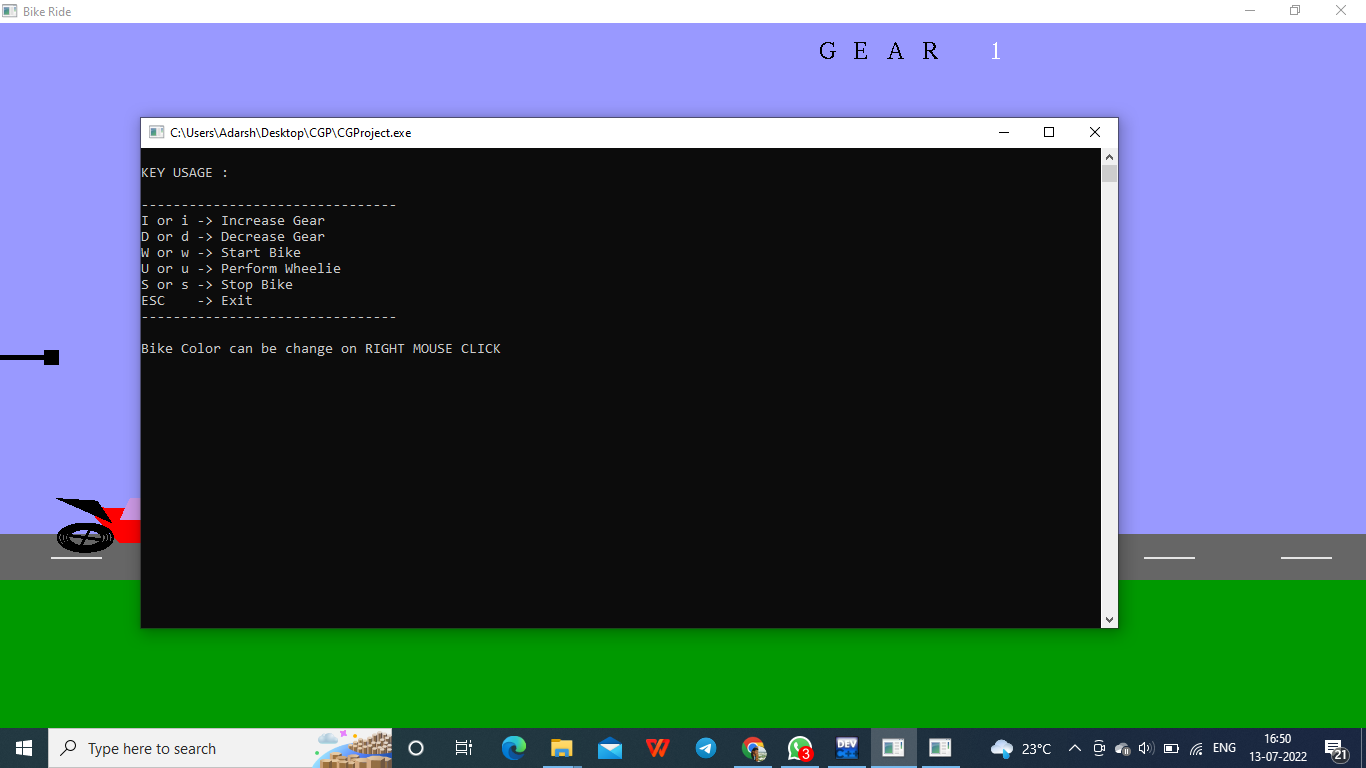 Bike Ride
G E A R 1
C:\Users\Adarsh\Desktop\CGP\CGProject.exe
KEY USAGE :
--------------------------------
I or i -> Increase Gear
D or d -> Decrease Gear
W or w -> Start Bike
U or u -> Perform Wheelie
S or s -> Stop Bike
ESC    -> Exit
--------------------------------
Bike Color can be change on RIGHT MOUSE CLICK
Type here to search
3
DEV
C++
23°C
ENG
16:50
13-07-2022
21